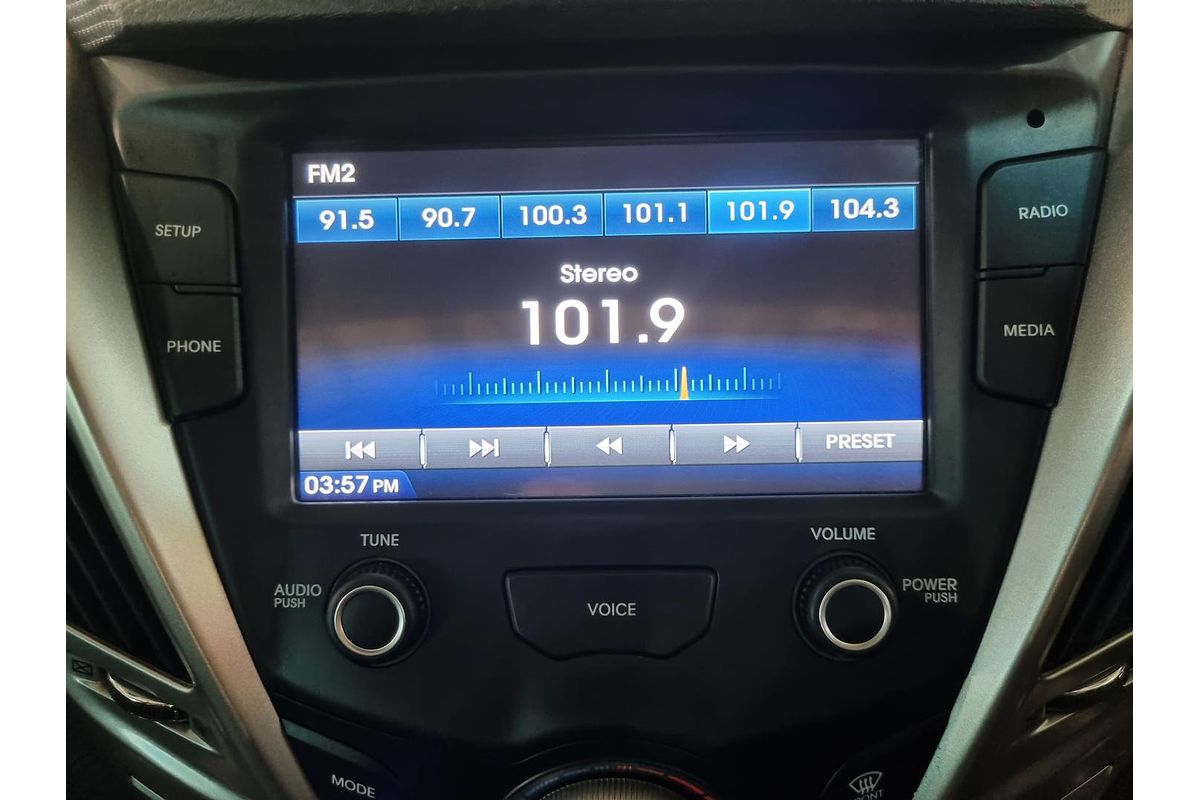 FM2
91.5 90.7 100.3 101.1 101.9 104.3
SETUP
RADIO
Stereo
101.9
PHONE
MEDIA
PRESET
03:57 PM
TUNE
VOLUME
AUDIO
PUSH
VOICE
POWER
PUSH
MODE